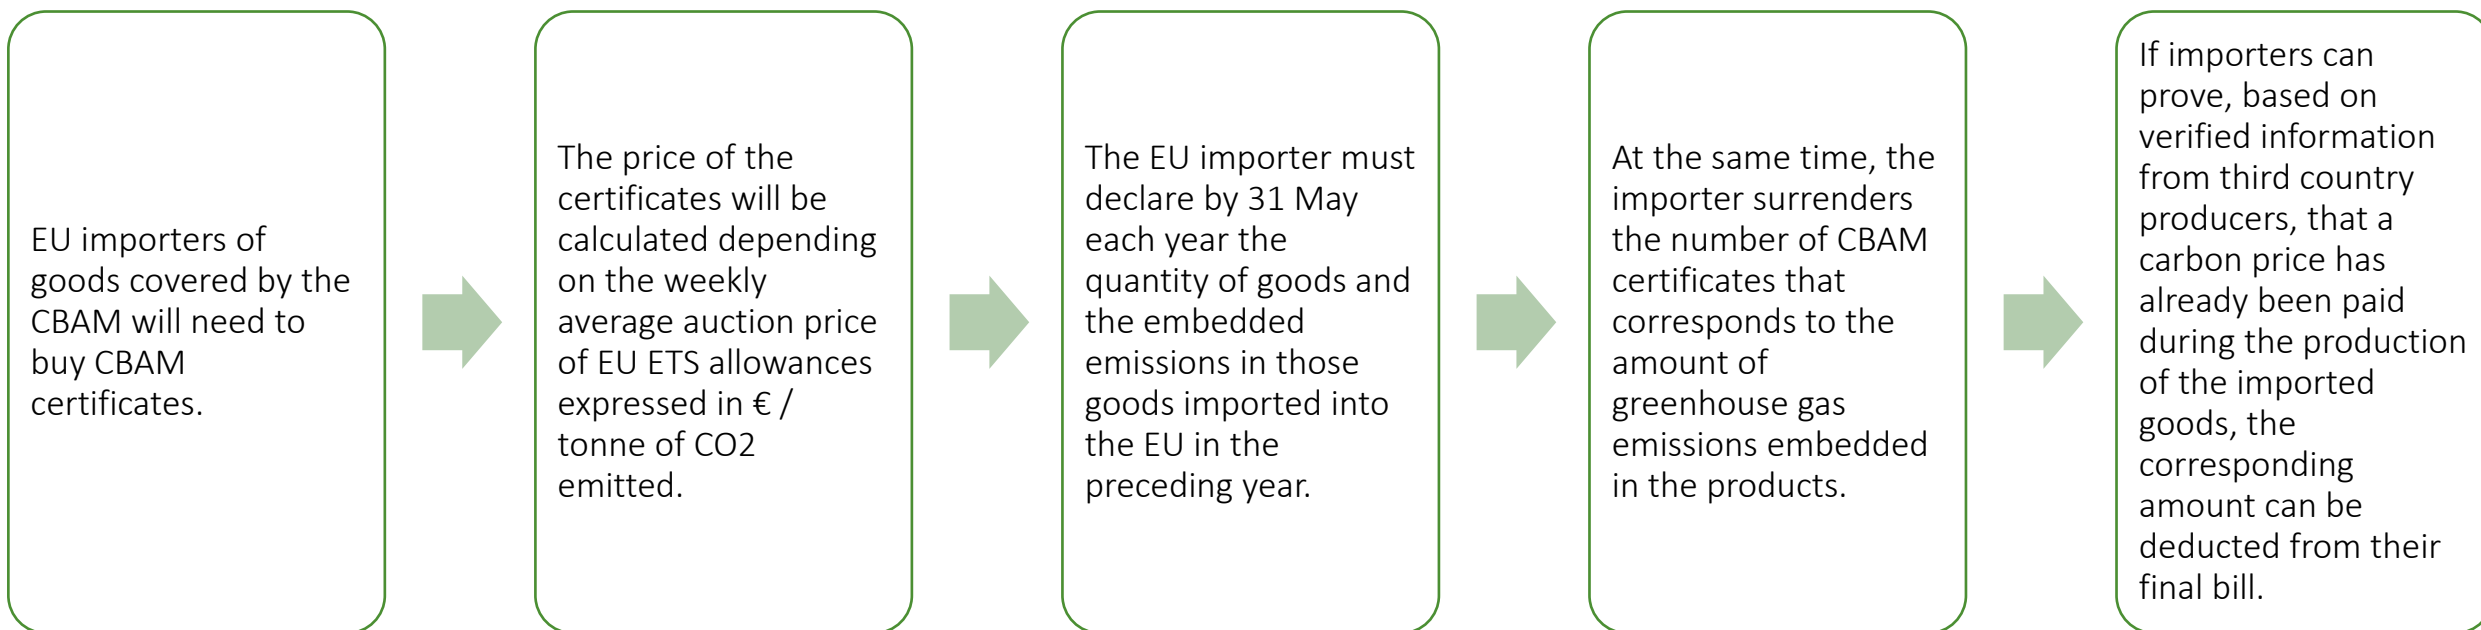 EU importers of
goods covered by the
CBAM will need to
buy CBAM
certificates.
The price of the
certificates will be
calculated depending
on the weekly
average auction price
of EU ETS allowances
expressed in € /
tonne of CO2
emitted.
The EU importer must
declare by 31 May
each year the
quantity of goods and
the embedded
emissions in those
goods imported into
the EU in the
preceding year.
At the same time, the
importer surrenders
the number of CBAM
certificates that
corresponds to the
amount of
greenhouse gas
emissions embedded
in the products.
If importers can
prove, based on
verified information
from third country
producers, that a
carbon price has
already been paid
during the production
of the imported
goods, the
corresponding
amount can be
deducted from their
final bill.